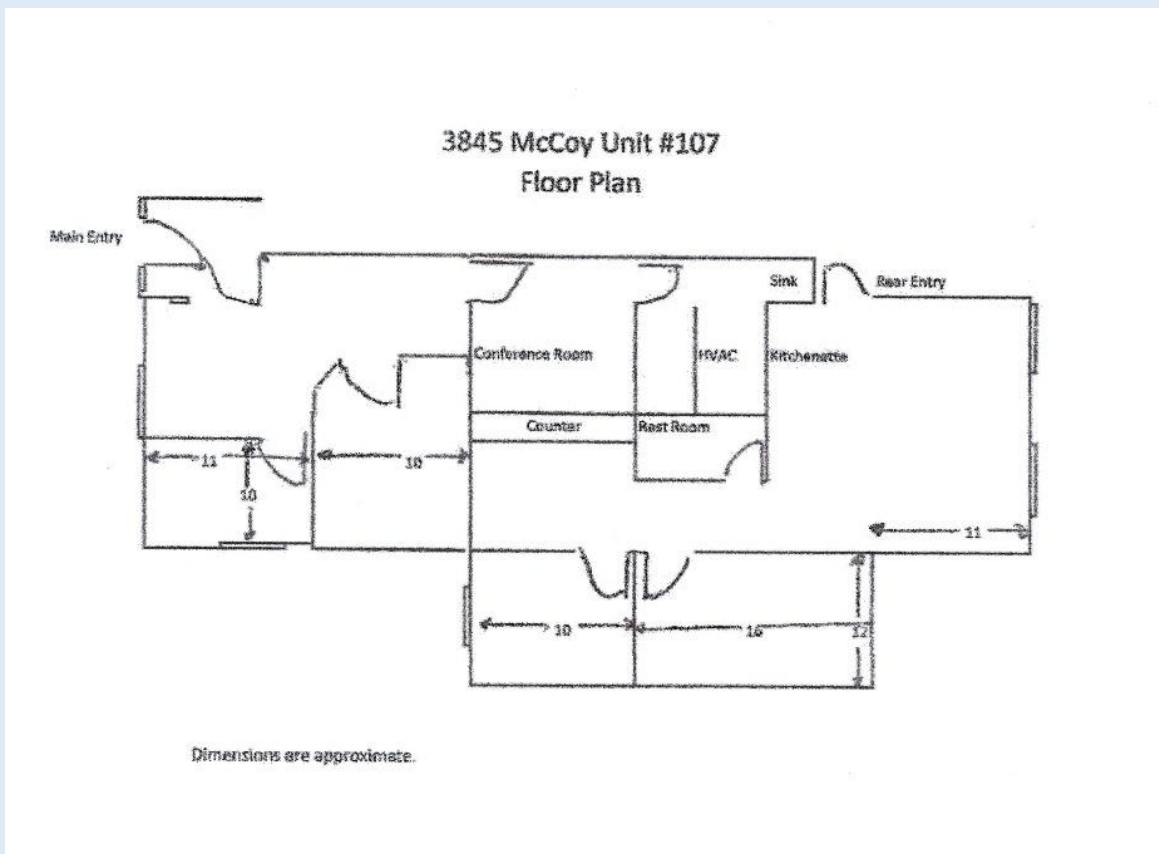 3845 McCoy Unit #107
Floor Plan
Main Entry
Sink
Rear Entry
Conference Room
HVAC
Kitchenette
Counter
Rest Room
11
10
10
11
10
16
12
Dimensions are approximate.